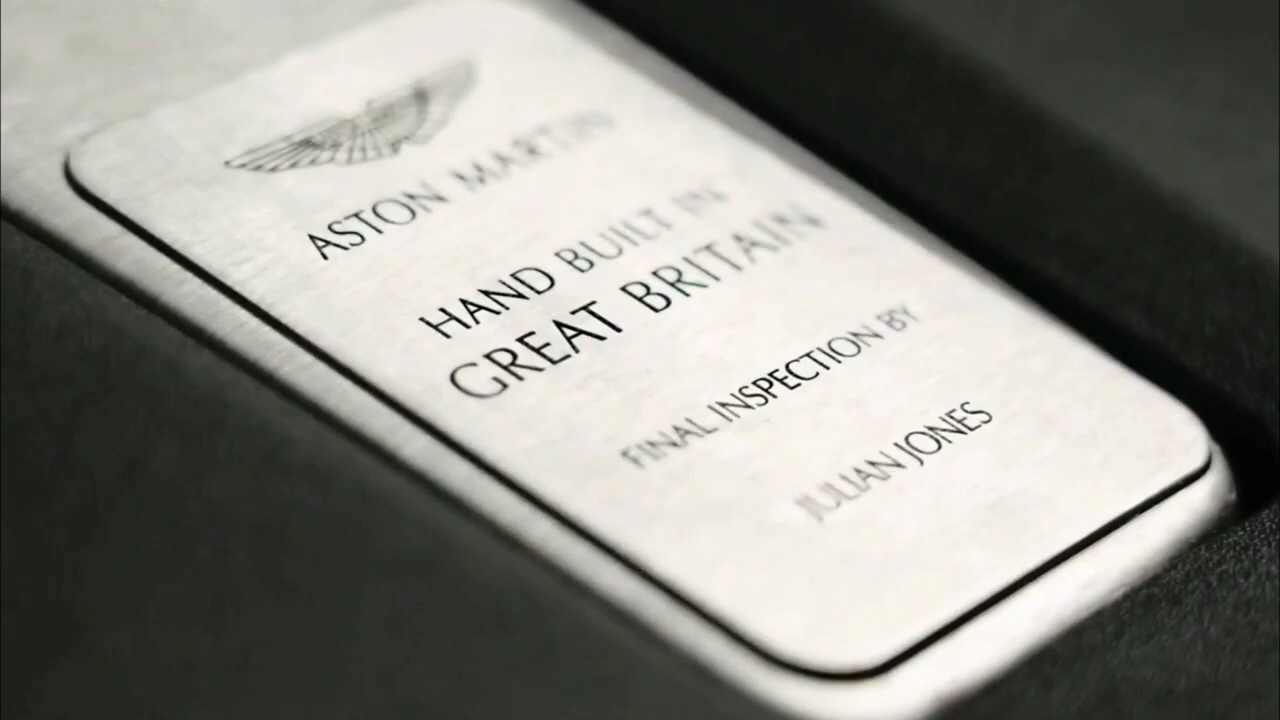 ASTON MARTIN
HAND BUILT IN
GREAT BRITAIN
FINAL INSPECTION BY
JULIAN JONES